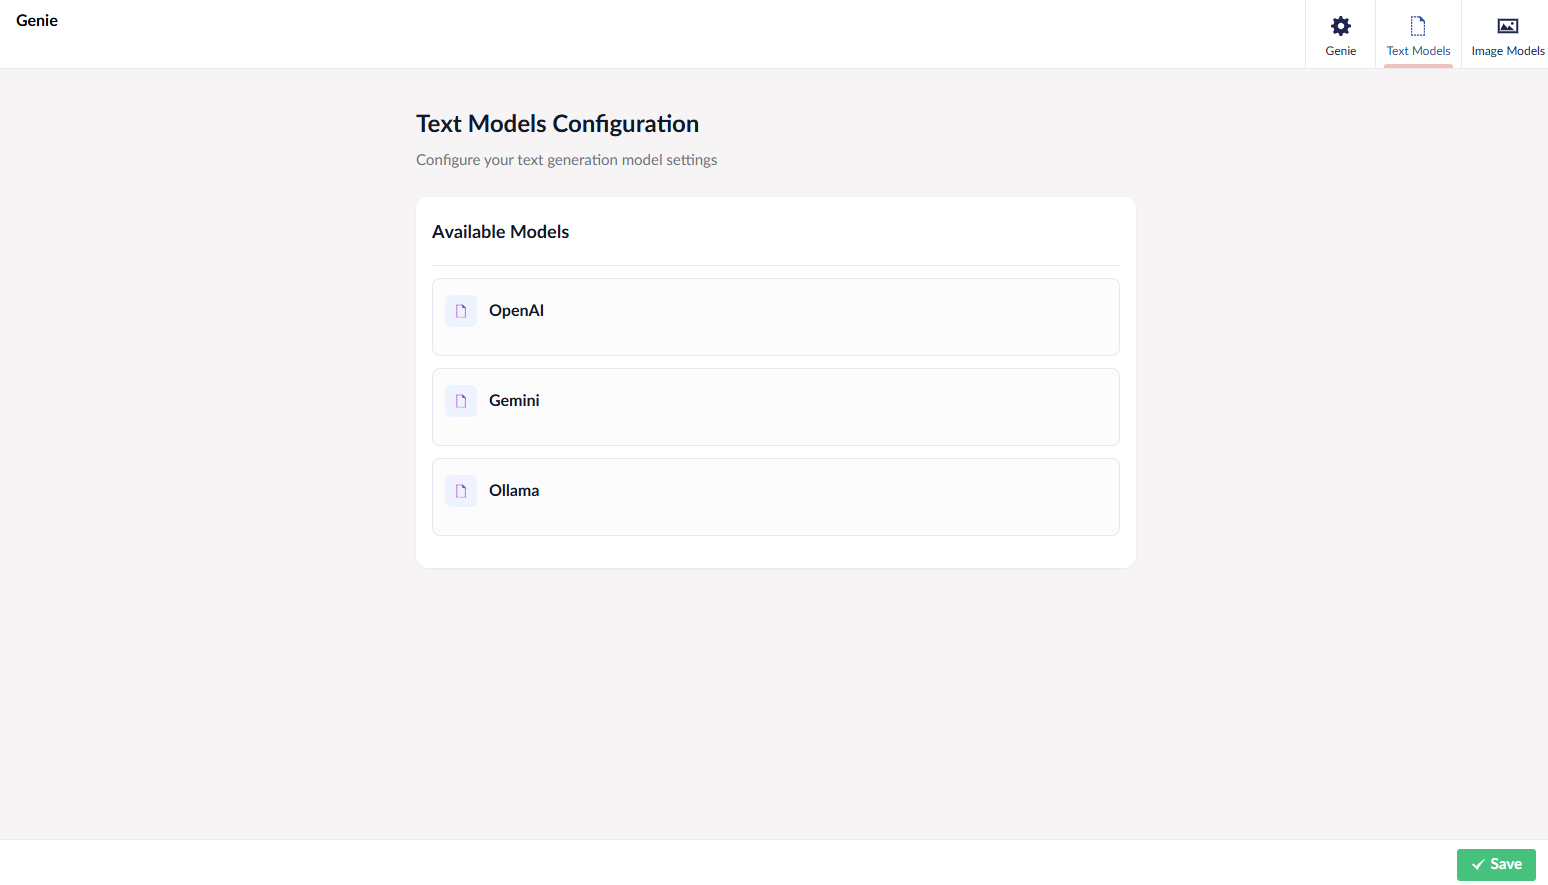 Genie
Genie
Text Models
Image Models
Text Models Configuration
Configure your text generation model settings
Available Models
OpenAI
Gemini
Ollama
Save